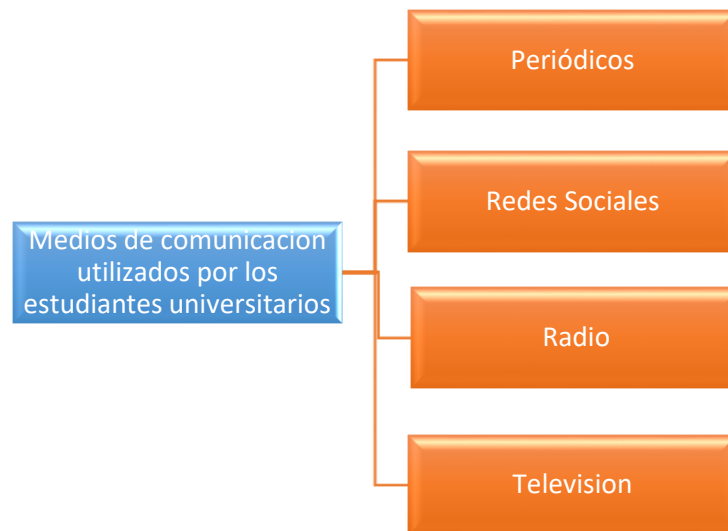 Medios de comunicacion
utilizados por los
estudiantes universitarios
Periódicos
Redes Sociales
Radio
Television